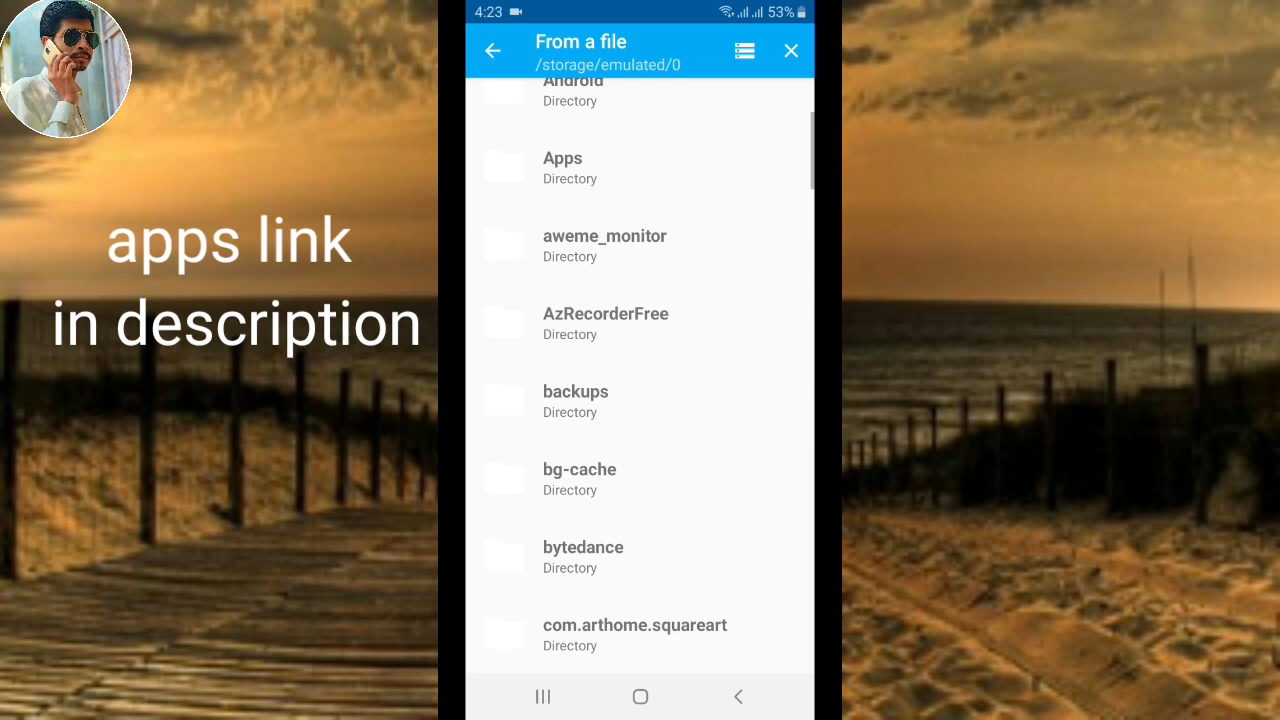 4:23 53%
From a file
/storage/emulated/0
Android
Directory
Apps
Directory
aweme_monitor
Directory
AzRecorderFree
Directory
backups
Directory
bg-cache
Directory
bytedance
Directory
com.arthome.squareart
Directory
apps link
in description